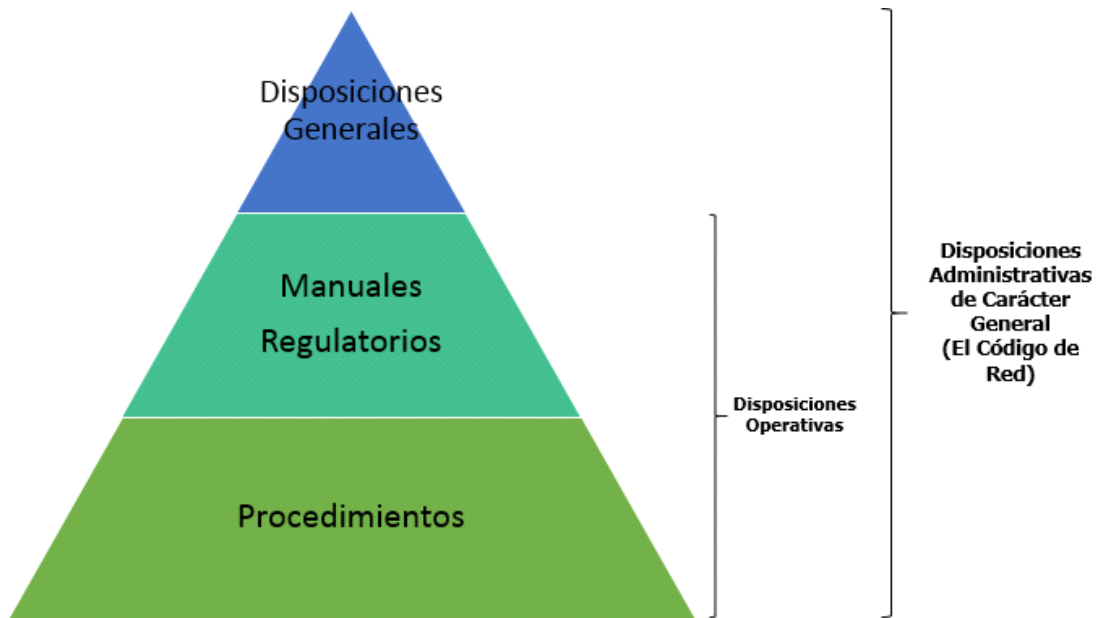 Disposiciones
Generales
Manuales
Regulatorios
Procedimientos
Disposiciones
Operativas
Disposiciones
Administrativas
de Carácter
General
(El Código de
Red)